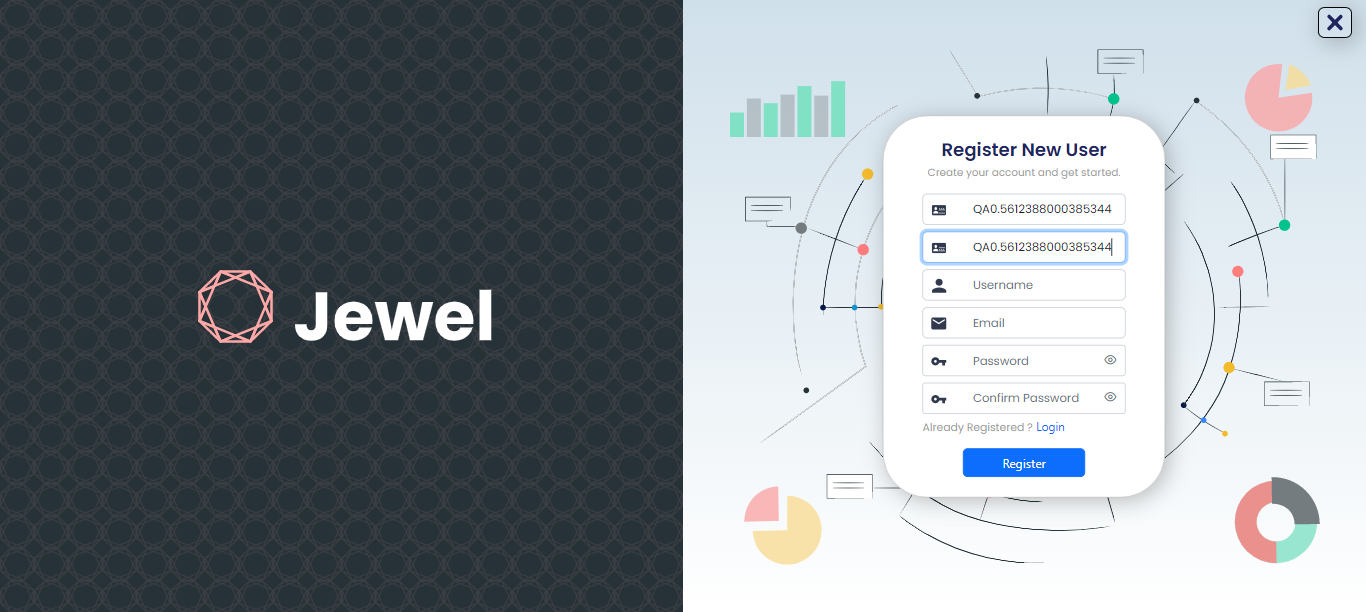 Jewel
Register New User
Create your account and get started.
QA0.5612388000385344
QA0.5612388000385344
Username
Email
Password
Confirm Password
Already Registered ? Login
Register